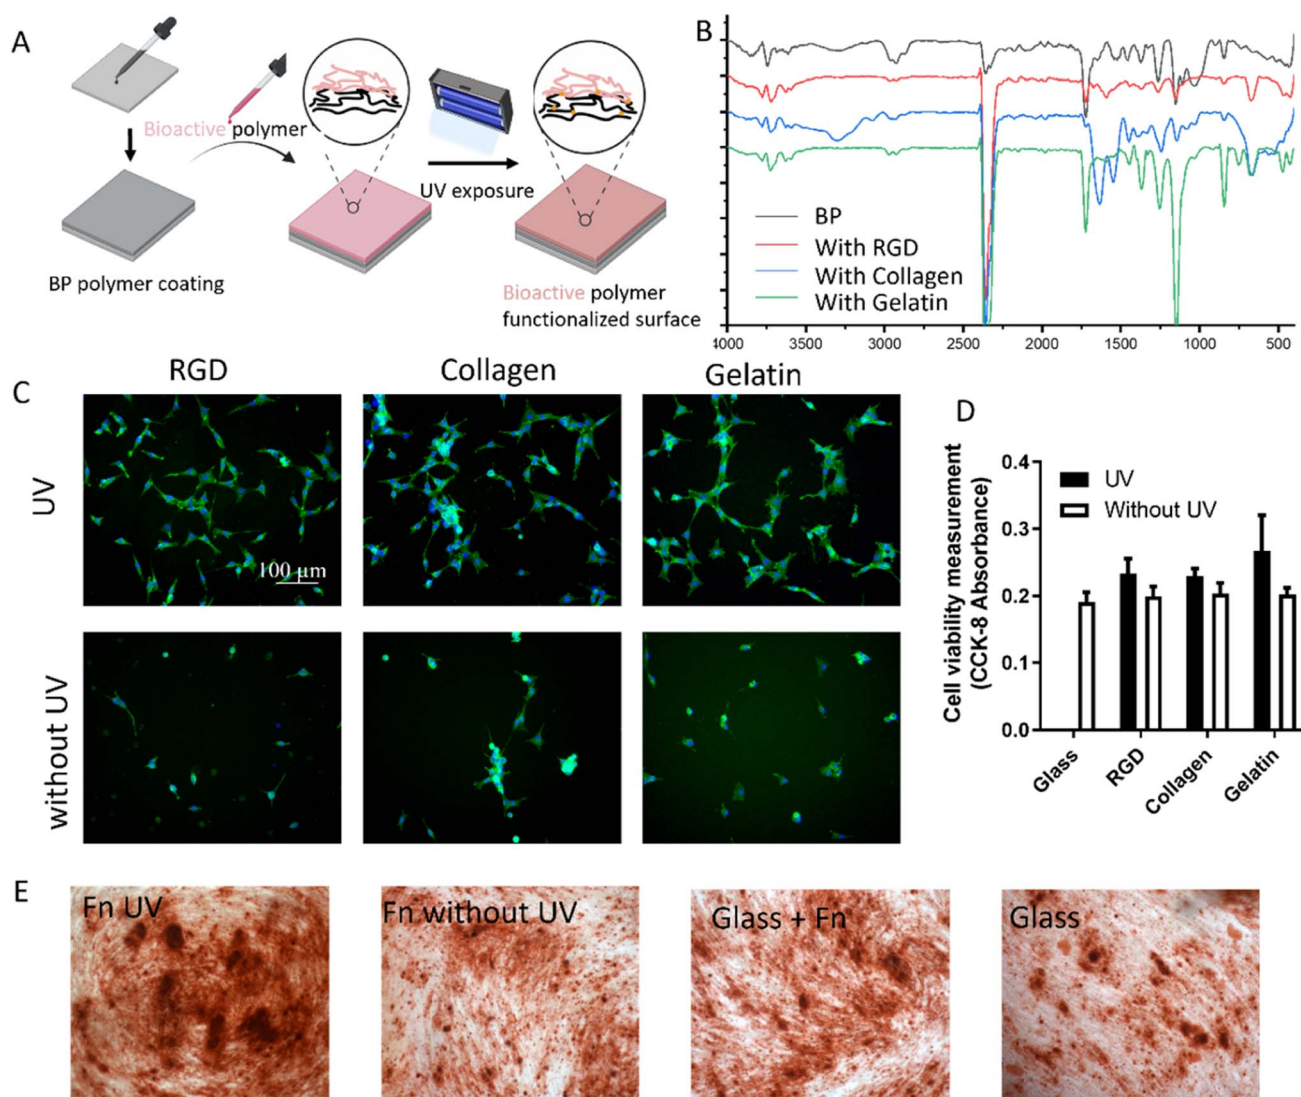 A
Bioactive polymer
UV exposure
BP polymer coating
Bioactive polymer
functionalized surface
B
BP
With RGD
With Collagen
With Gelatin
4000 3500 3000 2500 2000 1500 1000 500
C
RGD Collagen Gelatin
UV
100 µm
without UV
D
Cell viability measurement
(CCK-8 Absorbance)
0.4
0.3
0.2
0.1
0.0
UV
Without UV
Glass
RGD
Collagen
Gelatin
E
Fn UV
Fn without UV
Glass + Fn
Glass